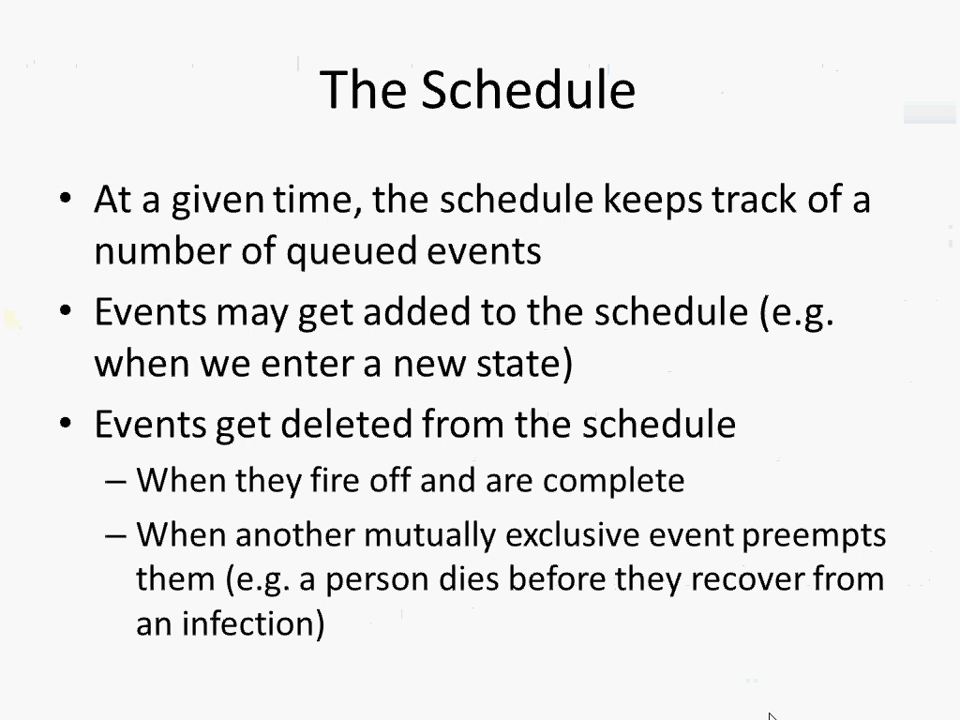 The Schedule
• At a given time, the schedule keeps track of a
number of queued events
• Events may get added to the schedule (e.g.
when we enter a new state)
• Events get deleted from the schedule
– When they fire off and are complete
– When another mutually exclusive event preempts
them (e.g. a person dies before they recover from
an infection)